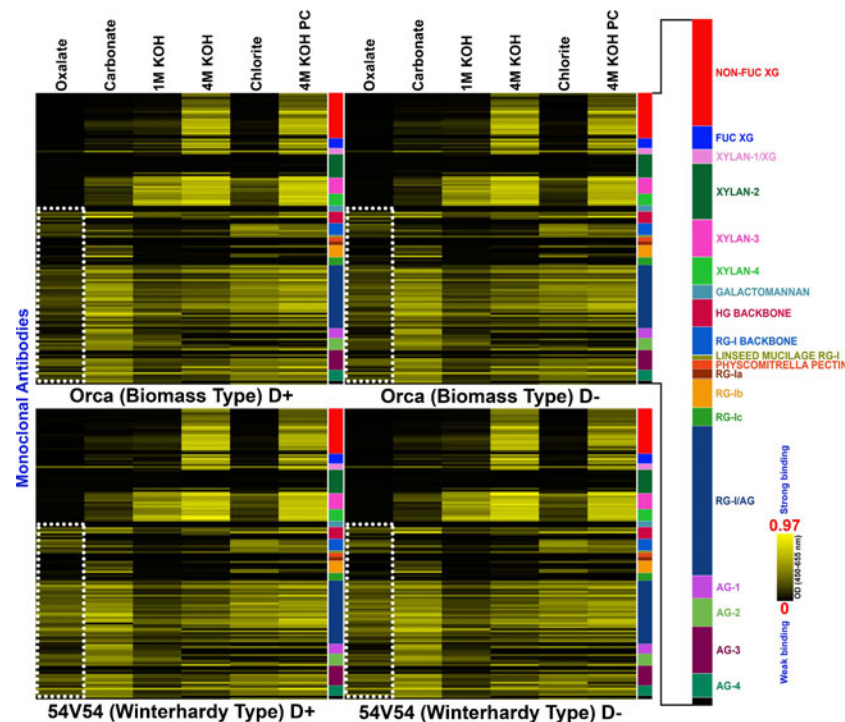 Oxalate
Carbonate
1M KOH
4M KOH
Chlorite
4M KOH PC
Oxalate
Carbonate
1M KOH
4M KOH
Chlorite
4M KOH PC
Monoclonal Antibodies
Orca (Biomass Type) D+
Orca (Biomass Type) D-
54V54 (Winterhardy Type) D+
54V54 (Winterhardy Type) D-
NON-FUC XG
FUC XG
XYLAN-1/XG
XYLAN-2
XYLAN-3
XYLAN-4
GALACTOMANNAN
HG BACKBONE
RG-I BACKBONE
LINSEED MUCILAGE RG-I
PHYSCOMITRELLA PECTIN
RG-Ia
RG-Ib
RG-Ic
RG-I/AG
AG-1
AG-2
AG-3
AG-4
Strong binding
0.97
OD (450-655 nm)
0
Weak binding